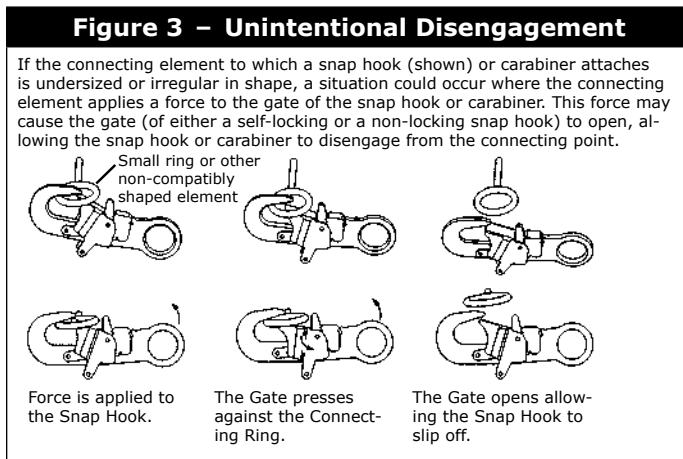 Figure 3 – Unintentional Disengagement
If the connecting element to which a snap hook (shown) or carabiner attaches
is undersized or irregular in shape, a situation could occur where the connecting
element applies a force to the gate of the snap hook or carabiner. This force may
cause the gate (of either a self-locking or a non-locking snap hook) to open, al-
lowing the snap hook or carabiner to disengage from the connecting point.
Small ring or other
non-compatibly
shaped element
Force is applied to
the Snap Hook.
The Gate presses
against the Connect-
ing Ring.
The Gate opens allow-
ing the Snap Hook to
slip off.